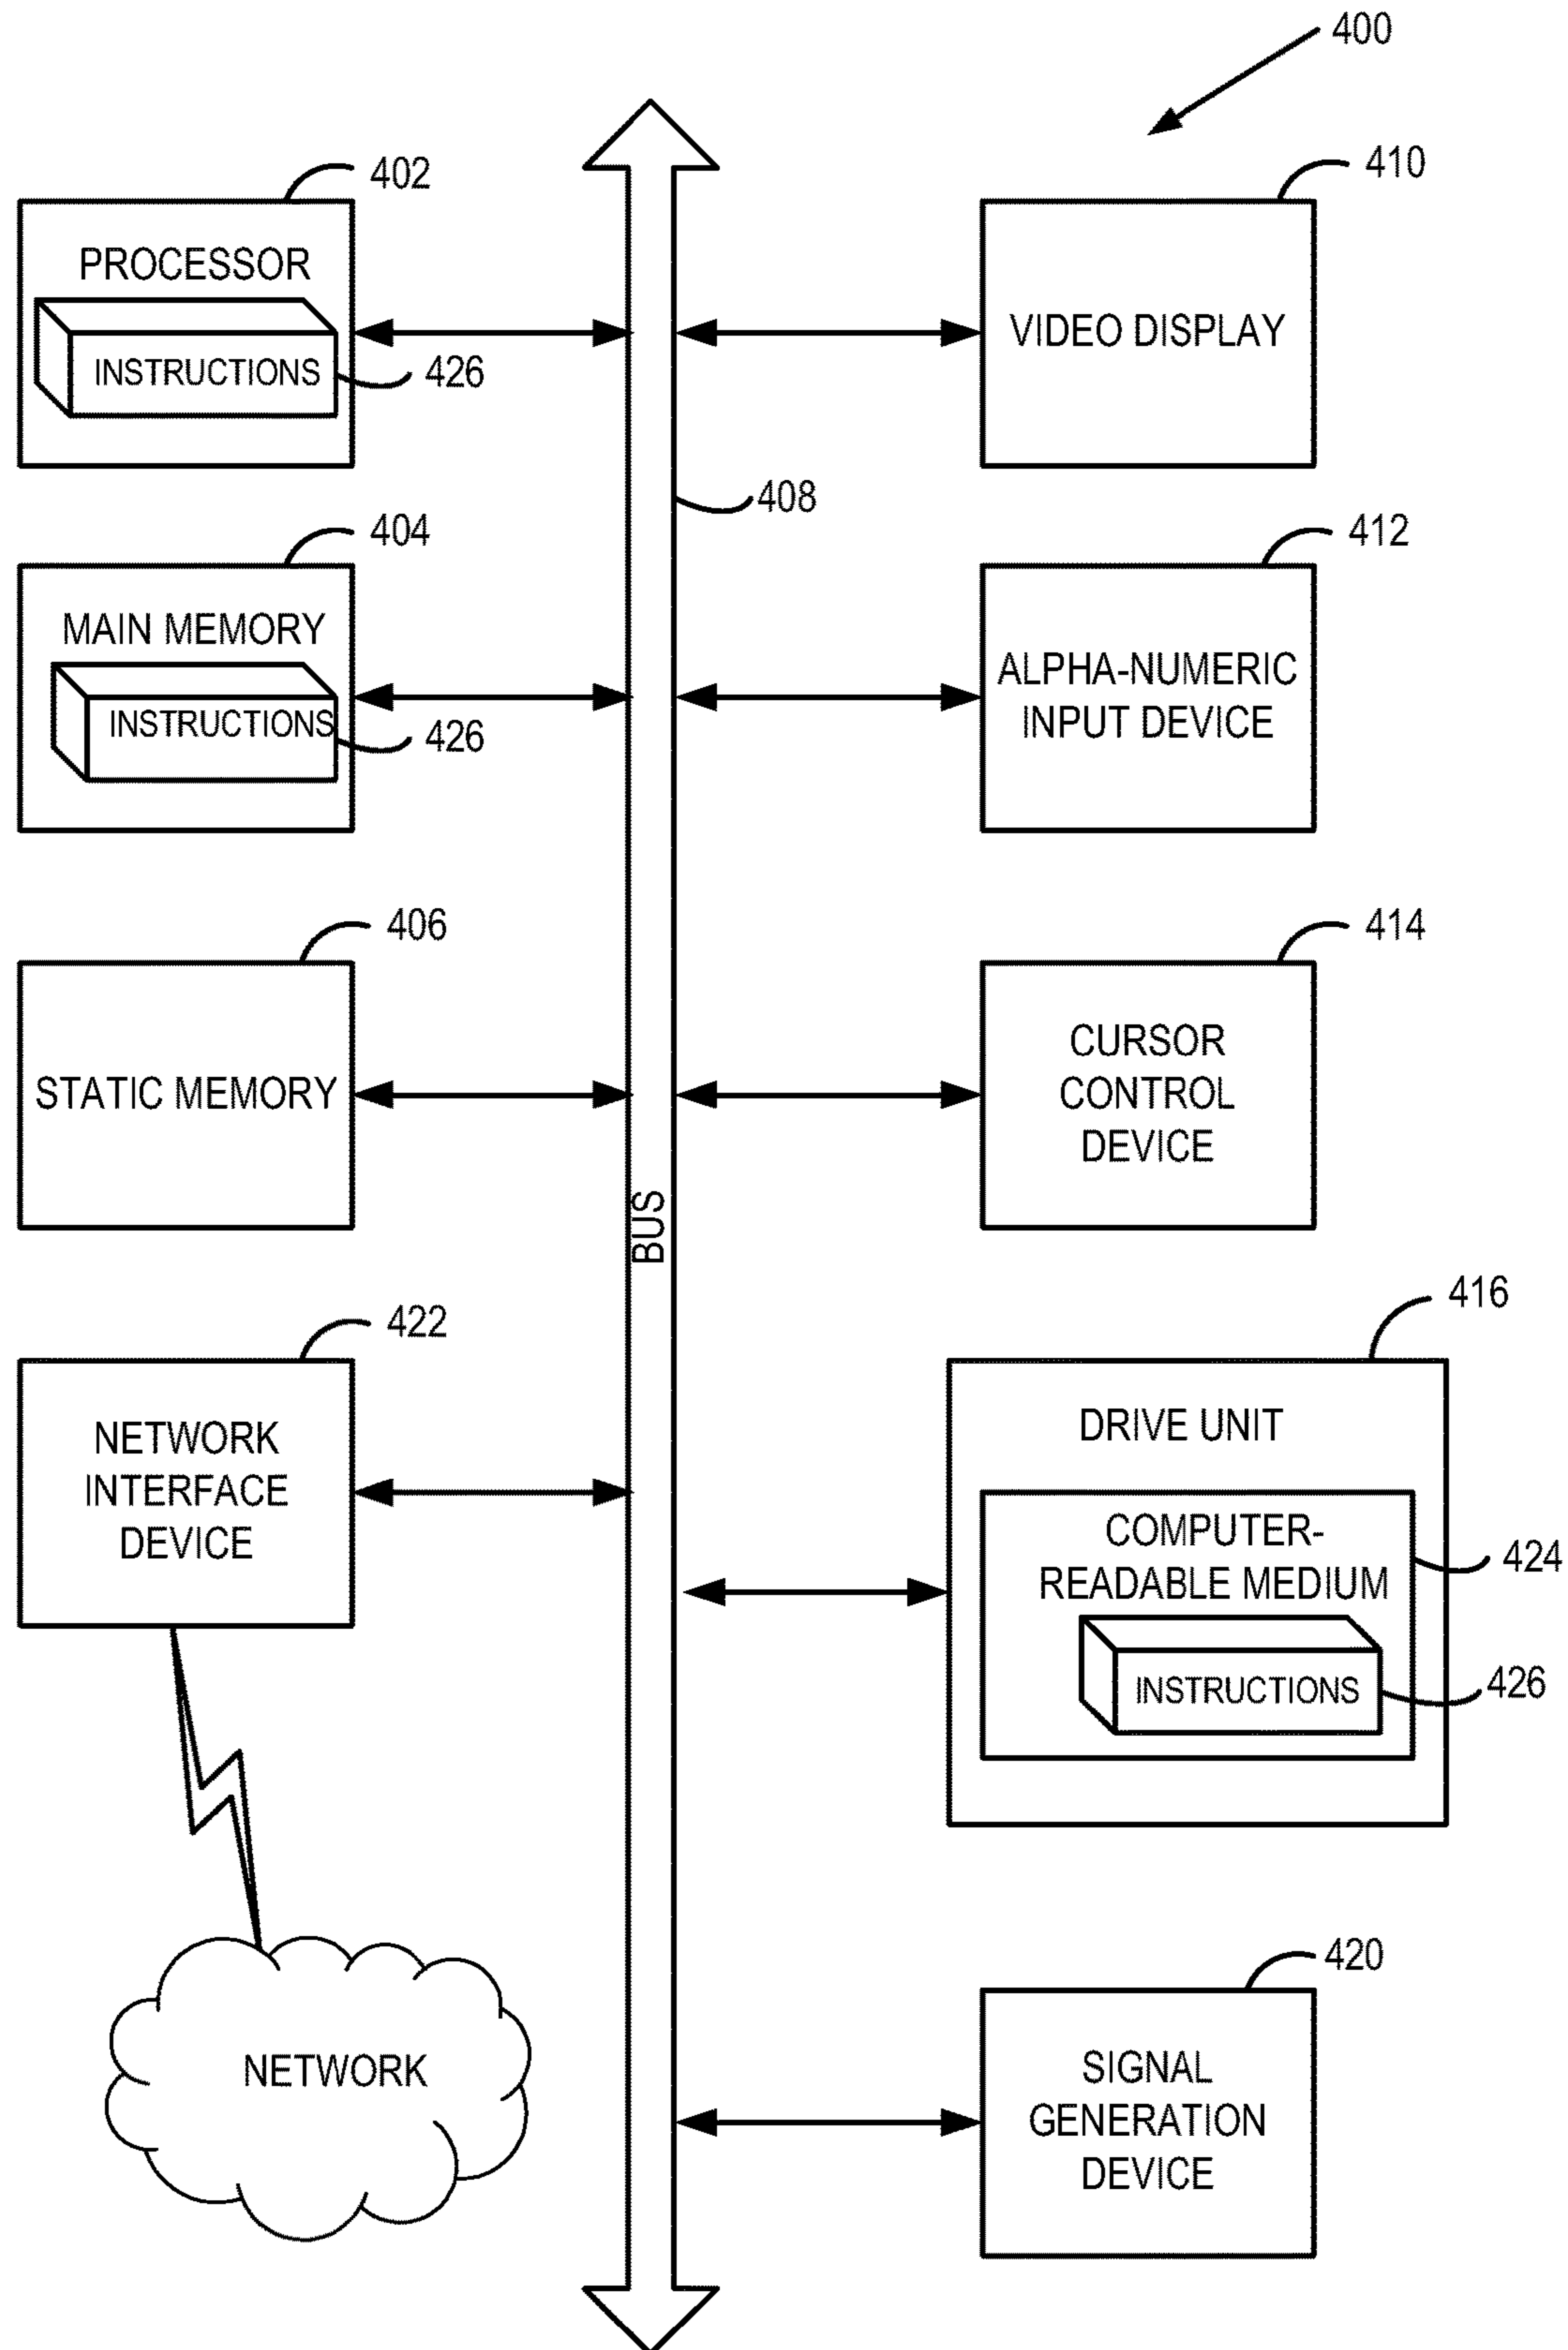 400
402
PROCESSOR
INSTRUCTIONS
426
410
VIDEO DISPLAY
408
404
MAIN MEMORY
INSTRUCTIONS
426
412
ALPHA-NUMERIC
INPUT DEVICE
406
STATIC MEMORY
414
CURSOR
CONTROL
DEVICE
BUS
422
NETWORK
INTERFACE
DEVICE
416
DRIVE UNIT
COMPUTER-
READABLE MEDIUM
424
INSTRUCTIONS
426
NETWORK
420
SIGNAL
GENERATION
DEVICE